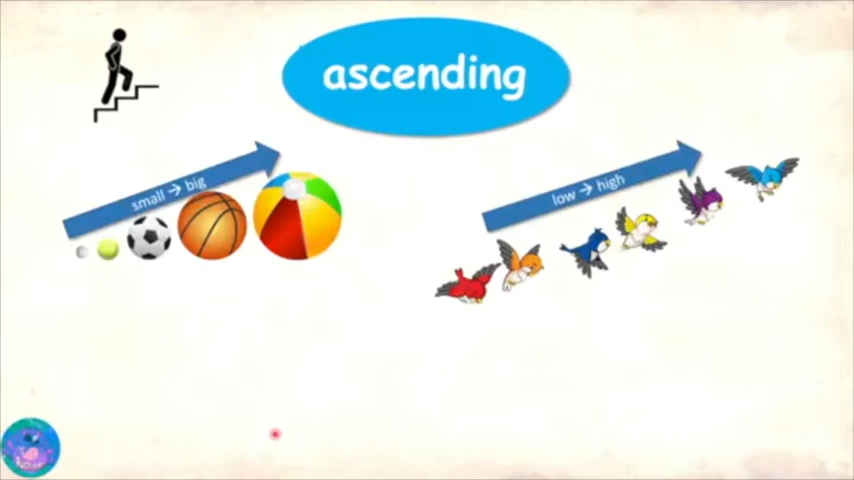 ascending
small → big
low → high